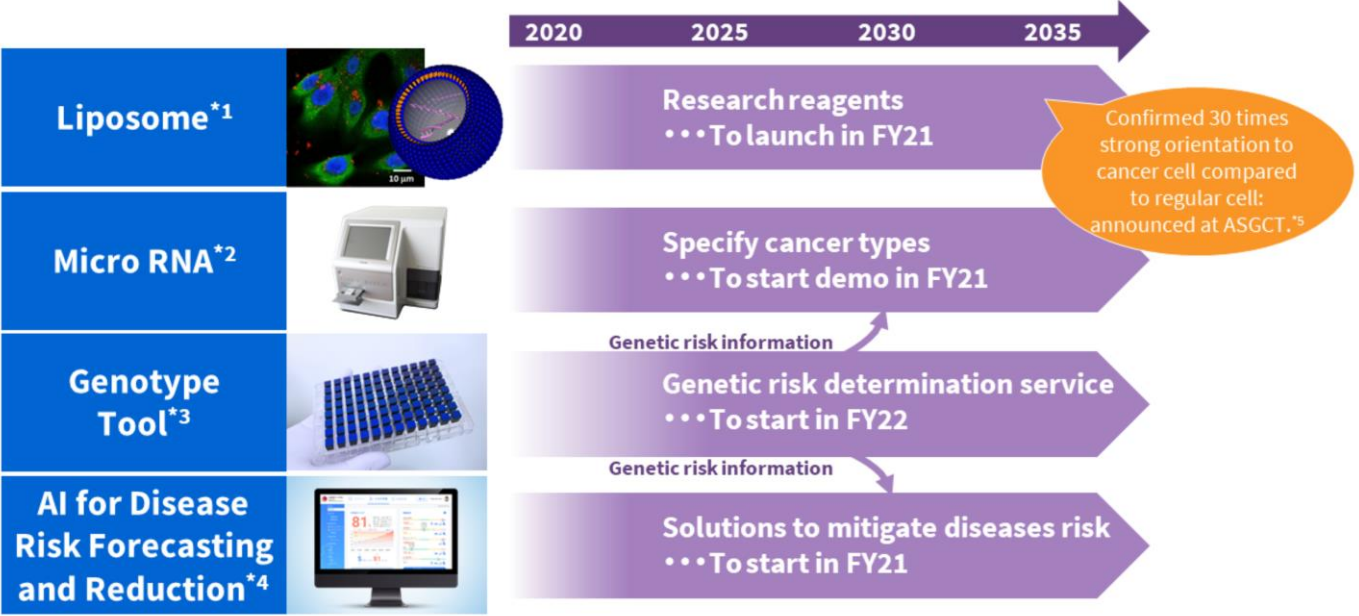 2020 2025 2030 2035
Liposome*1
10 μm
Research reagents
•••To launch in FY21
Confirmed 30 times
strong orientation to
cancer cell compared
to regular cell:
announced at ASGCT.*5
Micro RNA*2
Specify cancer types
•••To start demo in FY21
Genetic risk information
Genotype
Tool*3
Genetic risk determination service
•••To start in FY22
Genetic risk information
AI for Disease
Risk Forecasting
and Reduction*4
81
Solutions to mitigate diseases risk
•••To start in FY21